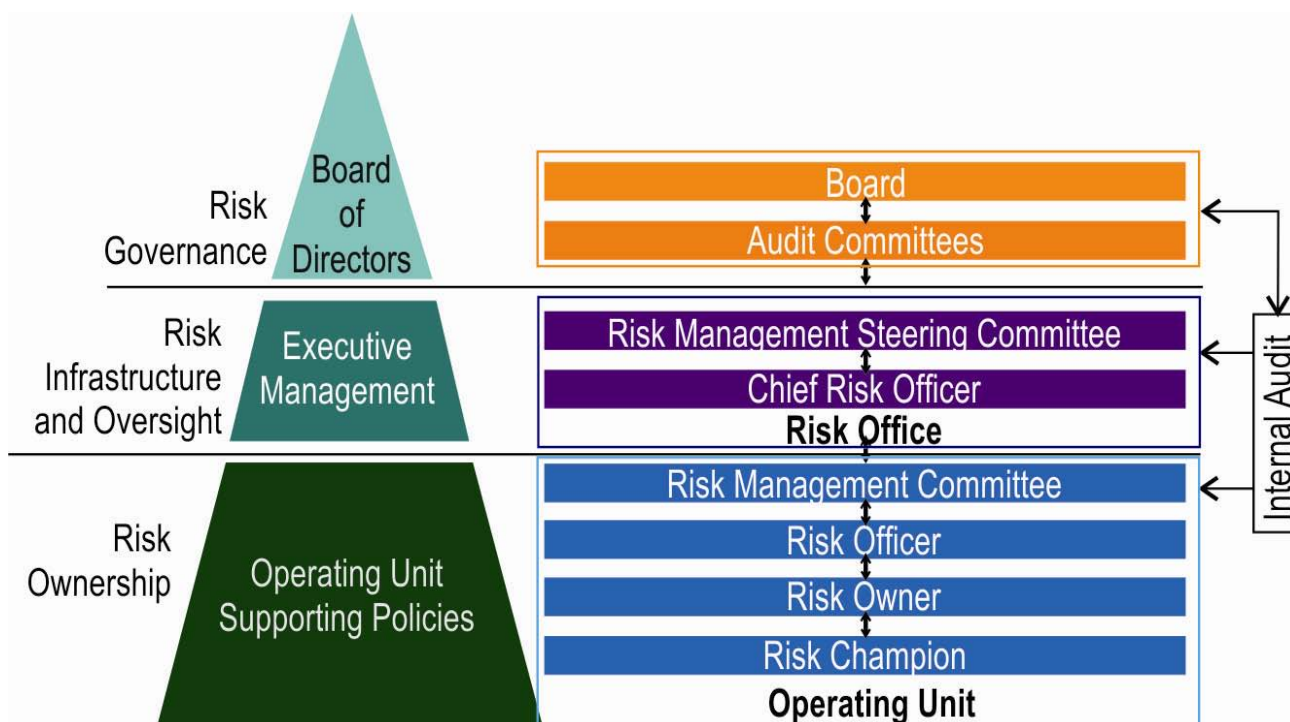 Risk
Governance
Board
of
Directors
Board
Audit Committees
Risk
Infrastructure
and Oversight
Executive
Management
Risk Management Steering Committee
Chief Risk Officer
Risk Office
Risk
Ownership
Operating Unit
Supporting Policies
Risk Management Committee
Risk Officer
Risk Owner
Risk Champion
Operating Unit
Internal Audit